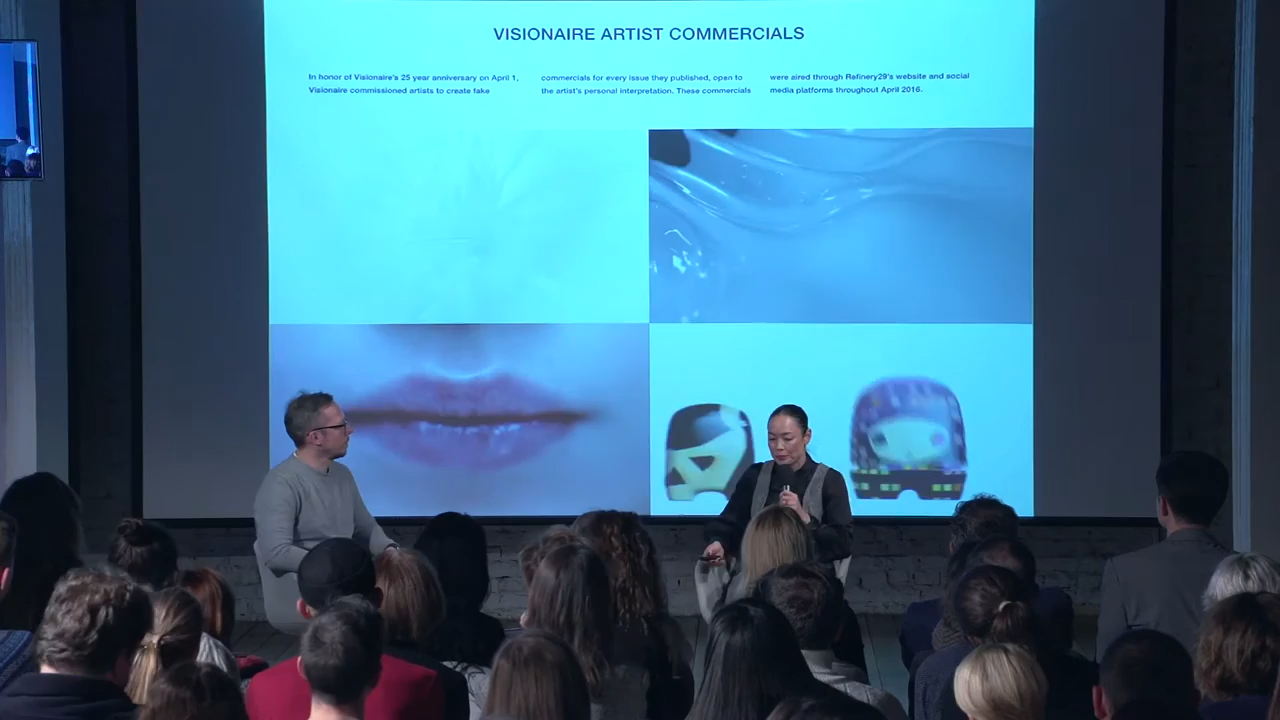 VISIONAIRE ARTIST COMMERCIALS
In honor of Visionaire's 25 year anniversary on April 1,
Visionaire commissioned artists to create fake
commercials for every issue they published, open to
the artist's personal interpretation. These commercials
were aired through Refinery29's website and social
media platforms throughout April 2016.